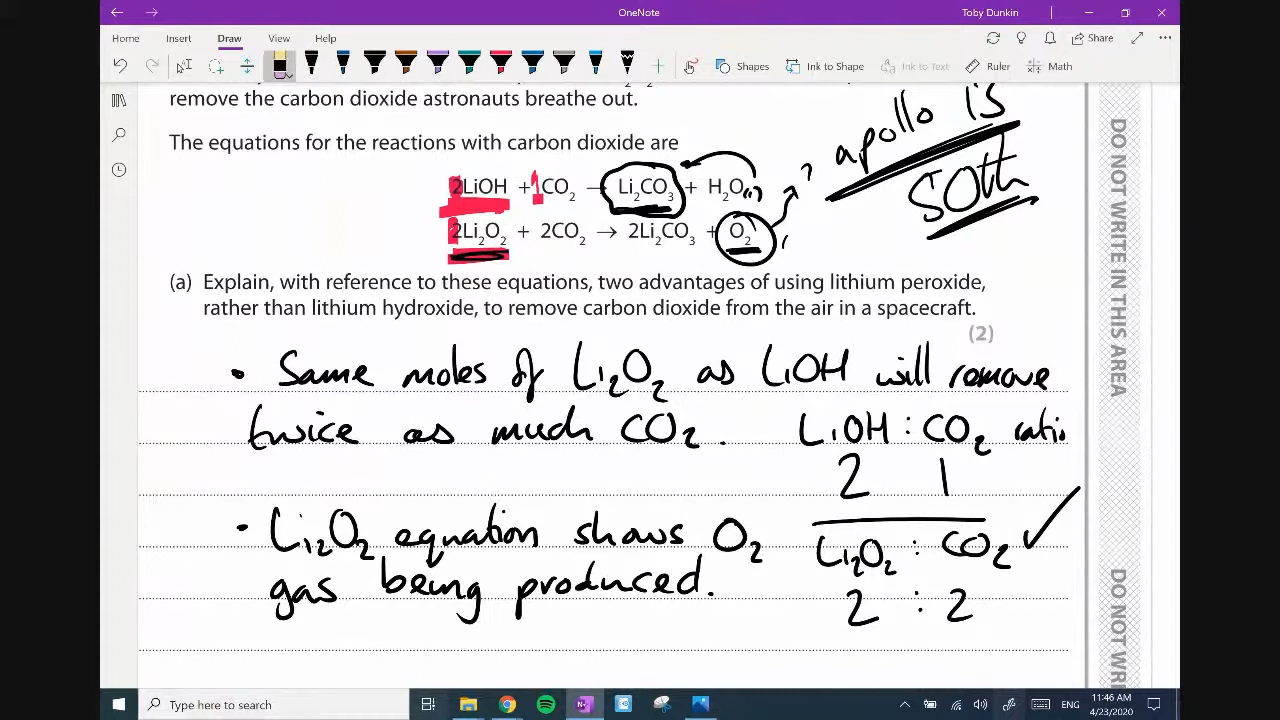 OneNote
Toby Dunkin
Home Insert Draw View Help
Share
Shapes Ink to Shape Ink to Text Ruler Math
remove the carbon dioxide astronauts breathe out.
The equations for the reactions with carbon dioxide are
apollo 13
50th
2LiOH + 1CO₂ → Li₂CO₃ + H₂O(l)
2Li₂O₂ + 2CO₂ → 2Li₂CO₃ + O₂
(a) Explain, with reference to these equations, two advantages of using lithium peroxide,
rather than lithium hydroxide, to remove carbon dioxide from the air in a spacecraft.
(2)
• Same moles of Li₂O₂ as LiOH will remove
twice as much CO₂. LiOH : CO₂ ratio
2 1
• Li₂O₂ equation shows O₂
gas being produced.
Li₂O₂ : CO₂ ✓
2 : 2
DO NOT WRITE IN THIS AREA
DO NOT WRI
Type here to search
ENG
11:46 AM
4/23/2020